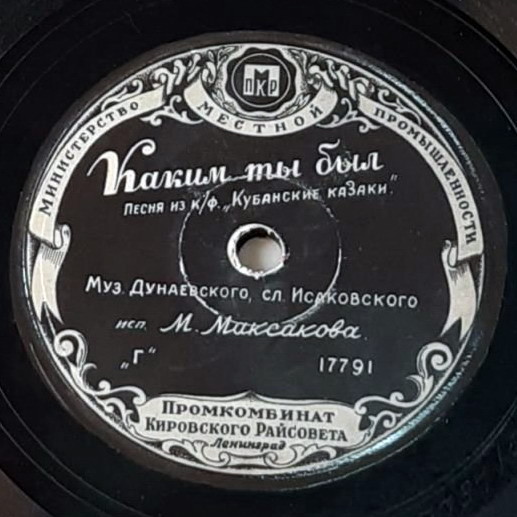 ПКР
МИНИСТЕРСТВО МЕСТНОЙ ПРОМЫШЛЕННОСТИ
Каким ты был
Песня из к/ф. „Кубанские каЗаки."
Муз. Дунаевского, сл. Исаковского
исп. М. Максакова.
„Г" 17791
Промкомбинат
Кировского Райсовета
Ленинград